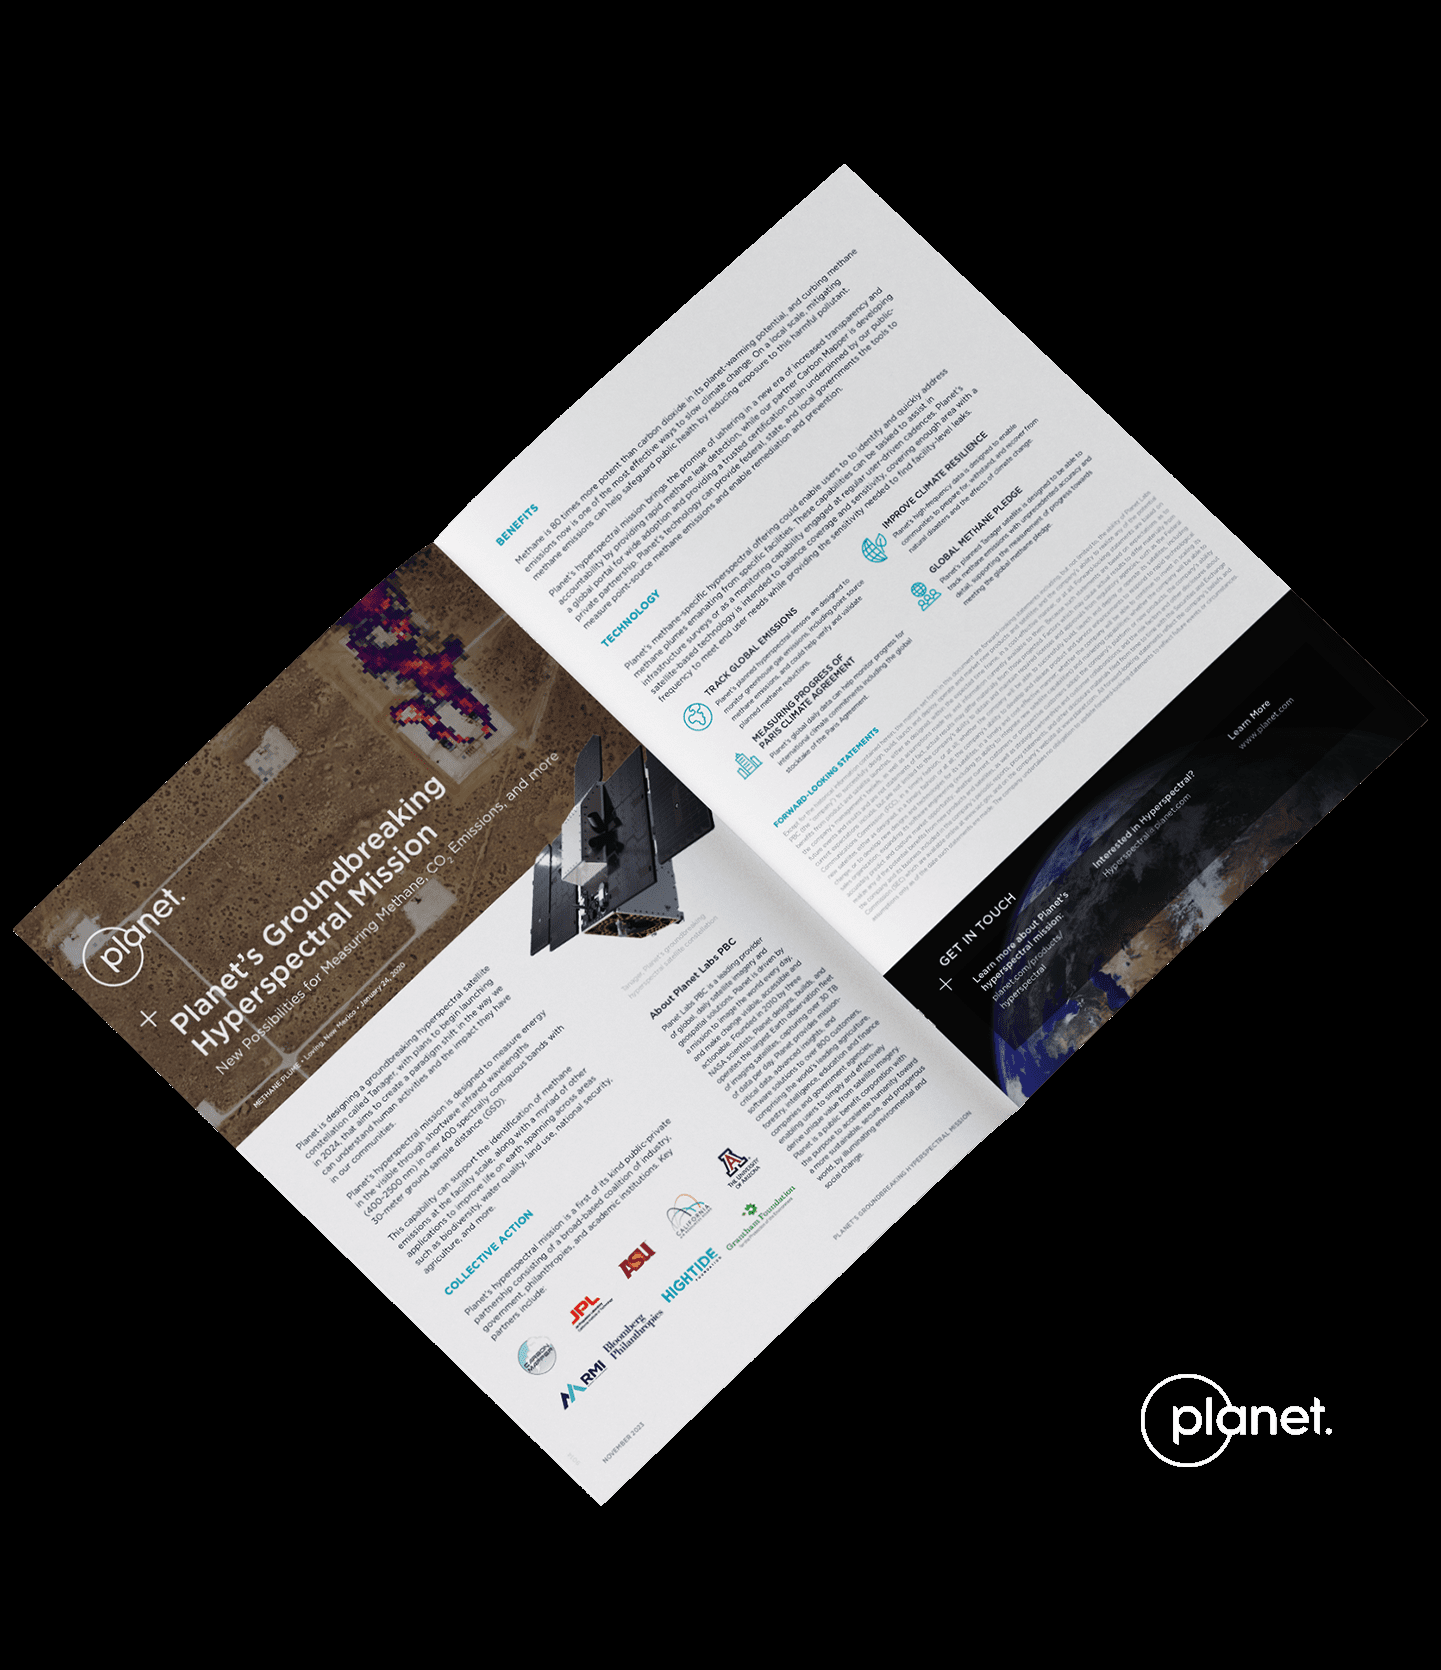 planet.
Planet's Groundbreaking
Hyperspectral Mission
New Possibilities for Measuring Methane, CO2 Emissions, and more
METHANE PLUME • Loving, New Mexico • January 24, 2020
Planet is designing a groundbreaking hyperspectral satellite
constellation called Tanager, with plans to begin launching
in 2024, that aims to create a paradigm shift in the way we
can understand human activities and the impact they have
in our communities.
Planet's hyperspectral mission is designed to measure energy
in the visible through shortwave infrared wavelengths
(400-2500 nm) in over 400 spectrally contiguous bands with
30-meter ground sample distance (GSD).
This capability can support the identification of methane
emissions at the facility scale, along with a myriad of other
applications to improve life on earth spanning across areas
such as biodiversity, water quality, land use, national security,
agriculture, and more.
COLLECTIVE ACTION
Planet's hyperspectral mission is a first of its kind public-private
partnership consisting of a broad-based coalition of industry,
government, philanthropies, and academic institutions. Key
partners include:
CARBON
MAPPER
JPL
ASU
CALIFORNIA
THE UNIVERSITY
OF ARIZONA
RMI
Bloomberg
Philanthropies
HIGHTIDE
FOUNDATION
Grantham Foundation
NOVEMBER 2023
Tanager, Planet's groundbreaking
hyperspectral satellite constellation
About Planet Labs PBC
Planet Labs PBC is a leading provider
of global, daily satellite imagery and
geospatial solutions. Planet is driven by
a mission to image the world every day,
and make change visible, accessible and
actionable. Founded in 2010 by three
NASA scientists, Planet designs, builds, and
operates the largest Earth observation fleet
of imaging satellites, capturing over 30 TB
of data per day. Planet provides mission-
critical data, advanced insights, and
software solutions to over 800 customers,
comprising the world's leading agriculture,
forestry, intelligence, education and finance
companies and government agencies,
enabling users to simply and effectively
derive unique value from satellite imagery.
Planet is a public benefit corporation with
the purpose to accelerate humanity toward
a more sustainable, secure, and prosperous
world, by illuminating environmental and
social change.
PLANET'S GROUNDBREAKING HYPERSPECTRAL MISSION
BENEFITS
Methane is 80 times more potent than carbon dioxide in its planet-warming potential, and curbing methane
emissions now is one of the most effective ways to slow climate change. On a local scale, mitigating
methane emissions can help safeguard public health by reducing exposure to this harmful pollutant.
Planet's hyperspectral mission brings the promise of ushering in a new era of increased transparency and
accountability by providing rapid methane leak detection, while our partner Carbon Mapper is developing
a global portal for wide adoption and providing a trusted certification chain underpinned by our public-
private partnership. Planet's technology can provide federal, state, and local governments the tools to
measure point-source methane emissions and enable remediation and prevention.
TECHNOLOGY
Planet's methane-specific hyperspectral offering could enable users to to identify and quickly address
methane plumes emanating from specific facilities. These capabilities can be tasked to assist in
infrastructure surveys or as a monitoring capability engaged at regular user-driven cadences. Planet's
satellite-based technology is intended to balance coverage and sensitivity, covering enough area with a
frequency to meet end user needs while providing the sensitivity needed to find facility-level leaks.
TRACK GLOBAL EMISSIONS
Planet's planned hyperspectral sensors are designed to
monitor greenhouse gas emissions, including point source
methane emissions, and could help verify and validate
planned methane reductions.
IMPROVE CLIMATE RESILIENCE
Planet's high-frequency data is designed to enable
communities to prepare for, withstand, and recover from
natural disasters and the effects of climate change.
MEASURING PROGRESS OF
PARIS CLIMATE AGREEMENT
Planet's global daily data can help monitor progress for
international climate commitments including the global
stocktake of the Paris Agreement.
GLOBAL METHANE PLEDGE
Planet's planned Tanager satellite is designed to be able to
track methane emissions with unprecedented accuracy and
detail, supporting the measurement of progress towards
meeting the global methane pledge.
FORWARD-LOOKING STATEMENTS
GET IN TOUCH
Learn more about Planet's
hyperspectral mission:
planet.com/products/
hyperspectral
Interested in Hyperspectral?
Hyperspectral@planet.com
Learn More
www.planet.com
planet.